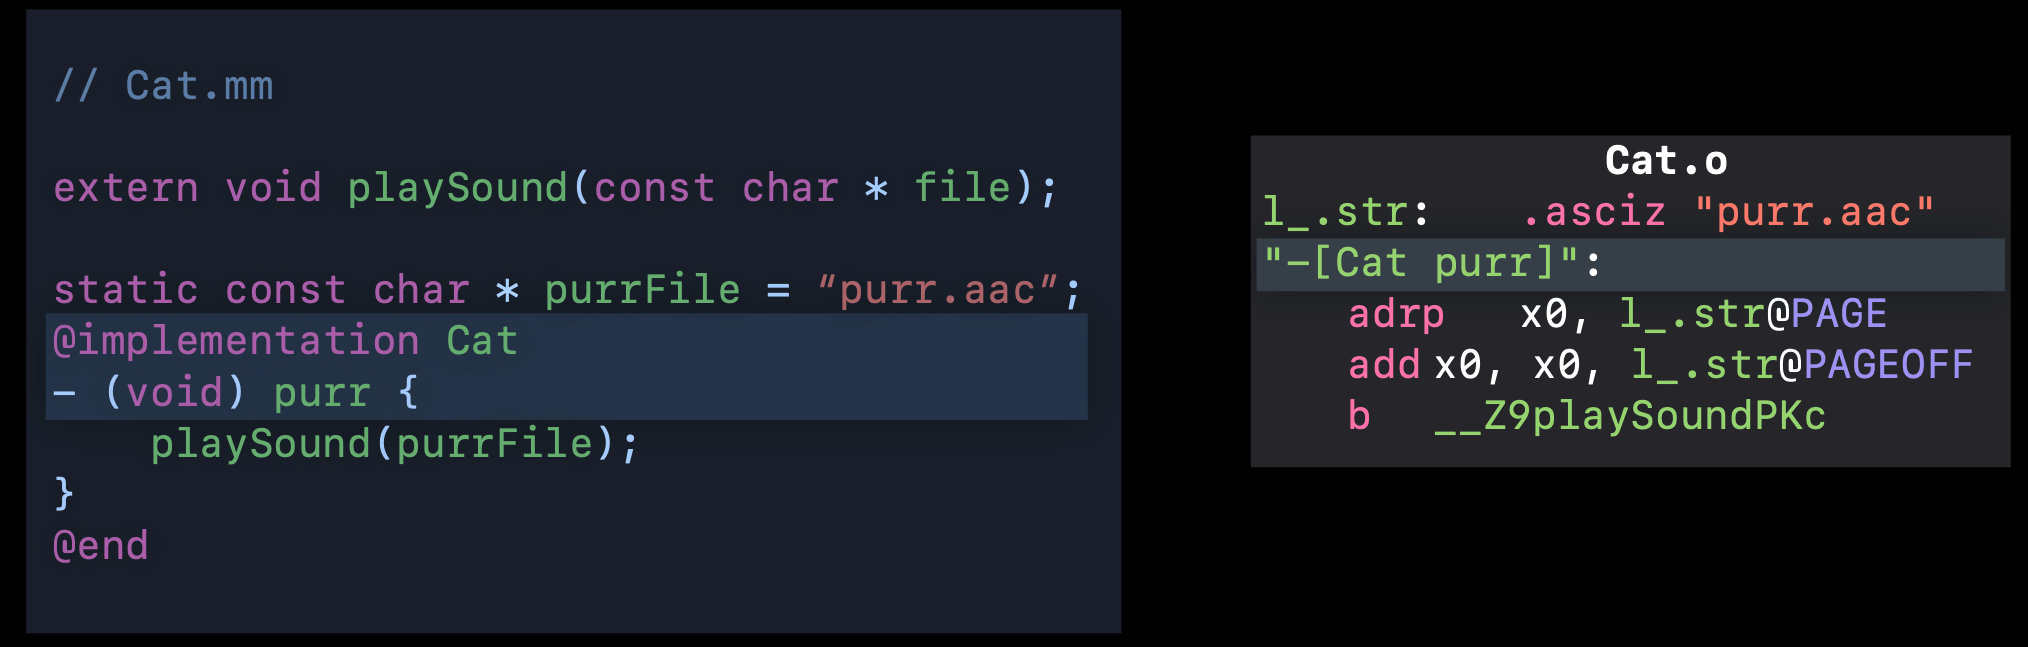 // Cat.mm
extern void playSound(const char * file);
static const char * purrFile = “purr.aac”;
@implementation Cat
– (void) purr {
playSound(purrFile);
}
@end
Cat.o
l_.str: .asciz "purr.aac"
"–[Cat purr]":
adrp x0, l_.str@PAGE
add x0, x0, l_.str@PAGEOFF
b __Z9playSoundPKc